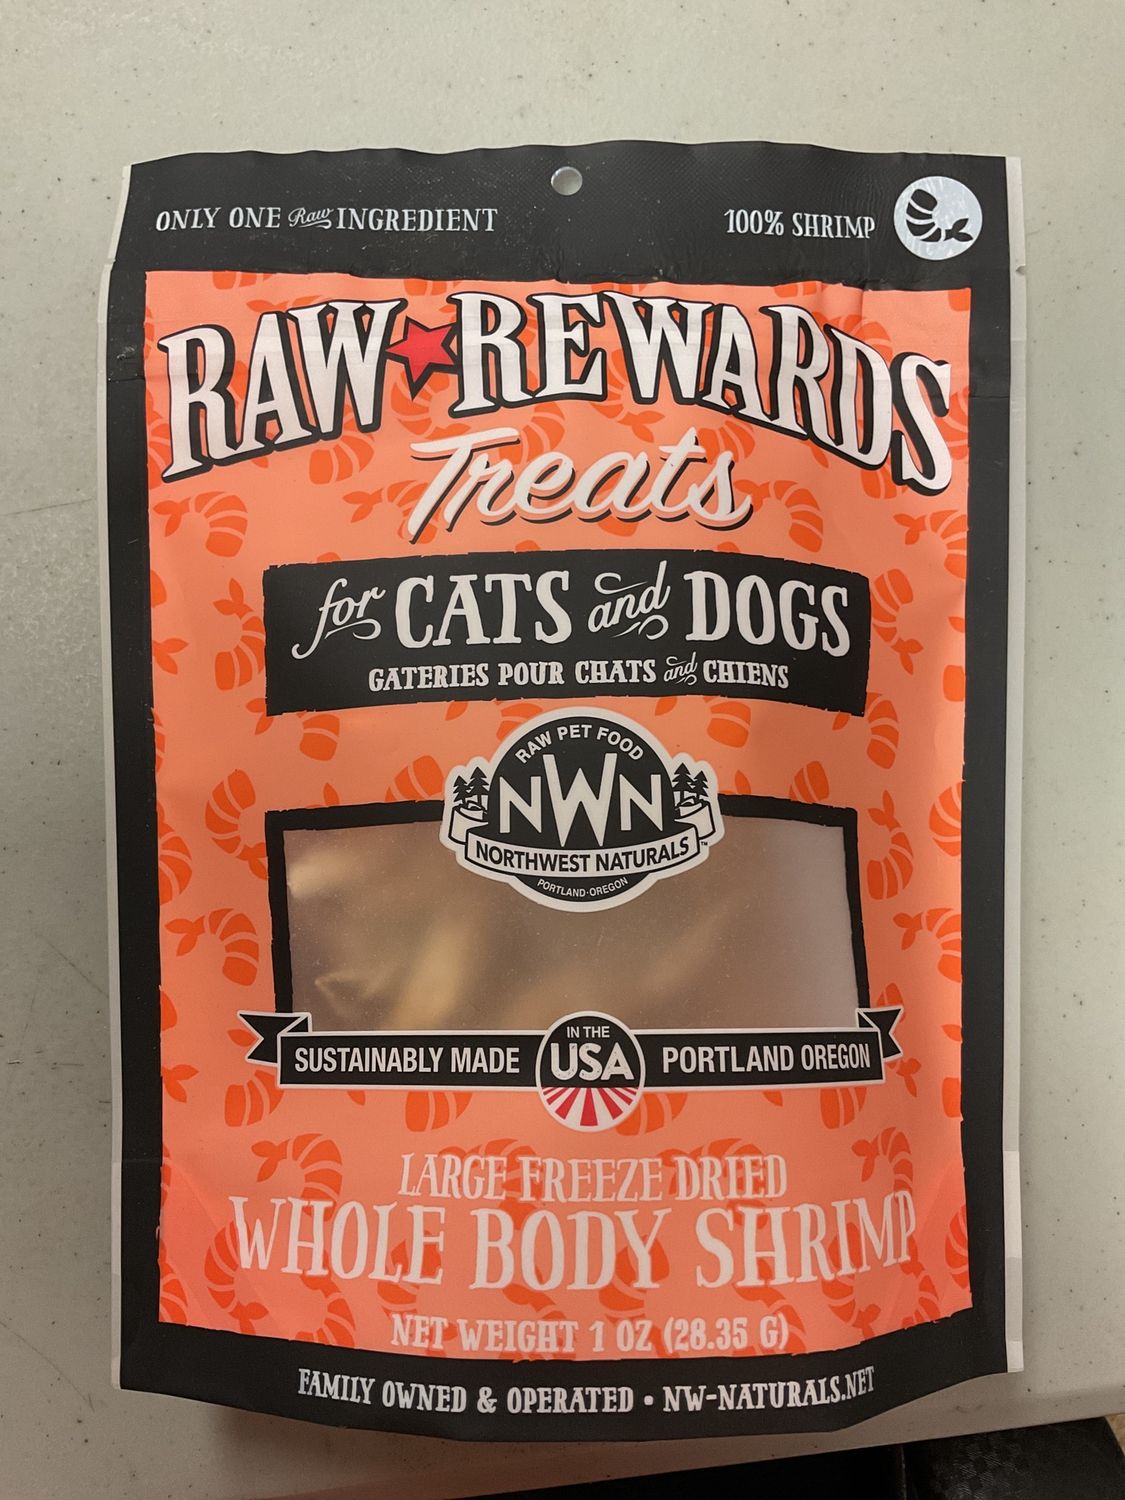 ONLY ONE Raw INGREDIENT
100% SHRIMP
RAW REWARDS
Treats
for CATS and DOGS
GATERIES POUR CHATS and CHIENS
RAW PET FOOD
NWN
NORTHWEST NATURALS™
PORTLAND·OREGON
SUSTAINABLY MADE
IN THE
USA
PORTLAND OREGON
LARGE FREEZE DRIED
WHOLE BODY SHRIMP
NET WEIGHT 1 OZ (28.35 G)
FAMILY OWNED & OPERATED • NW-NATURALS.NET